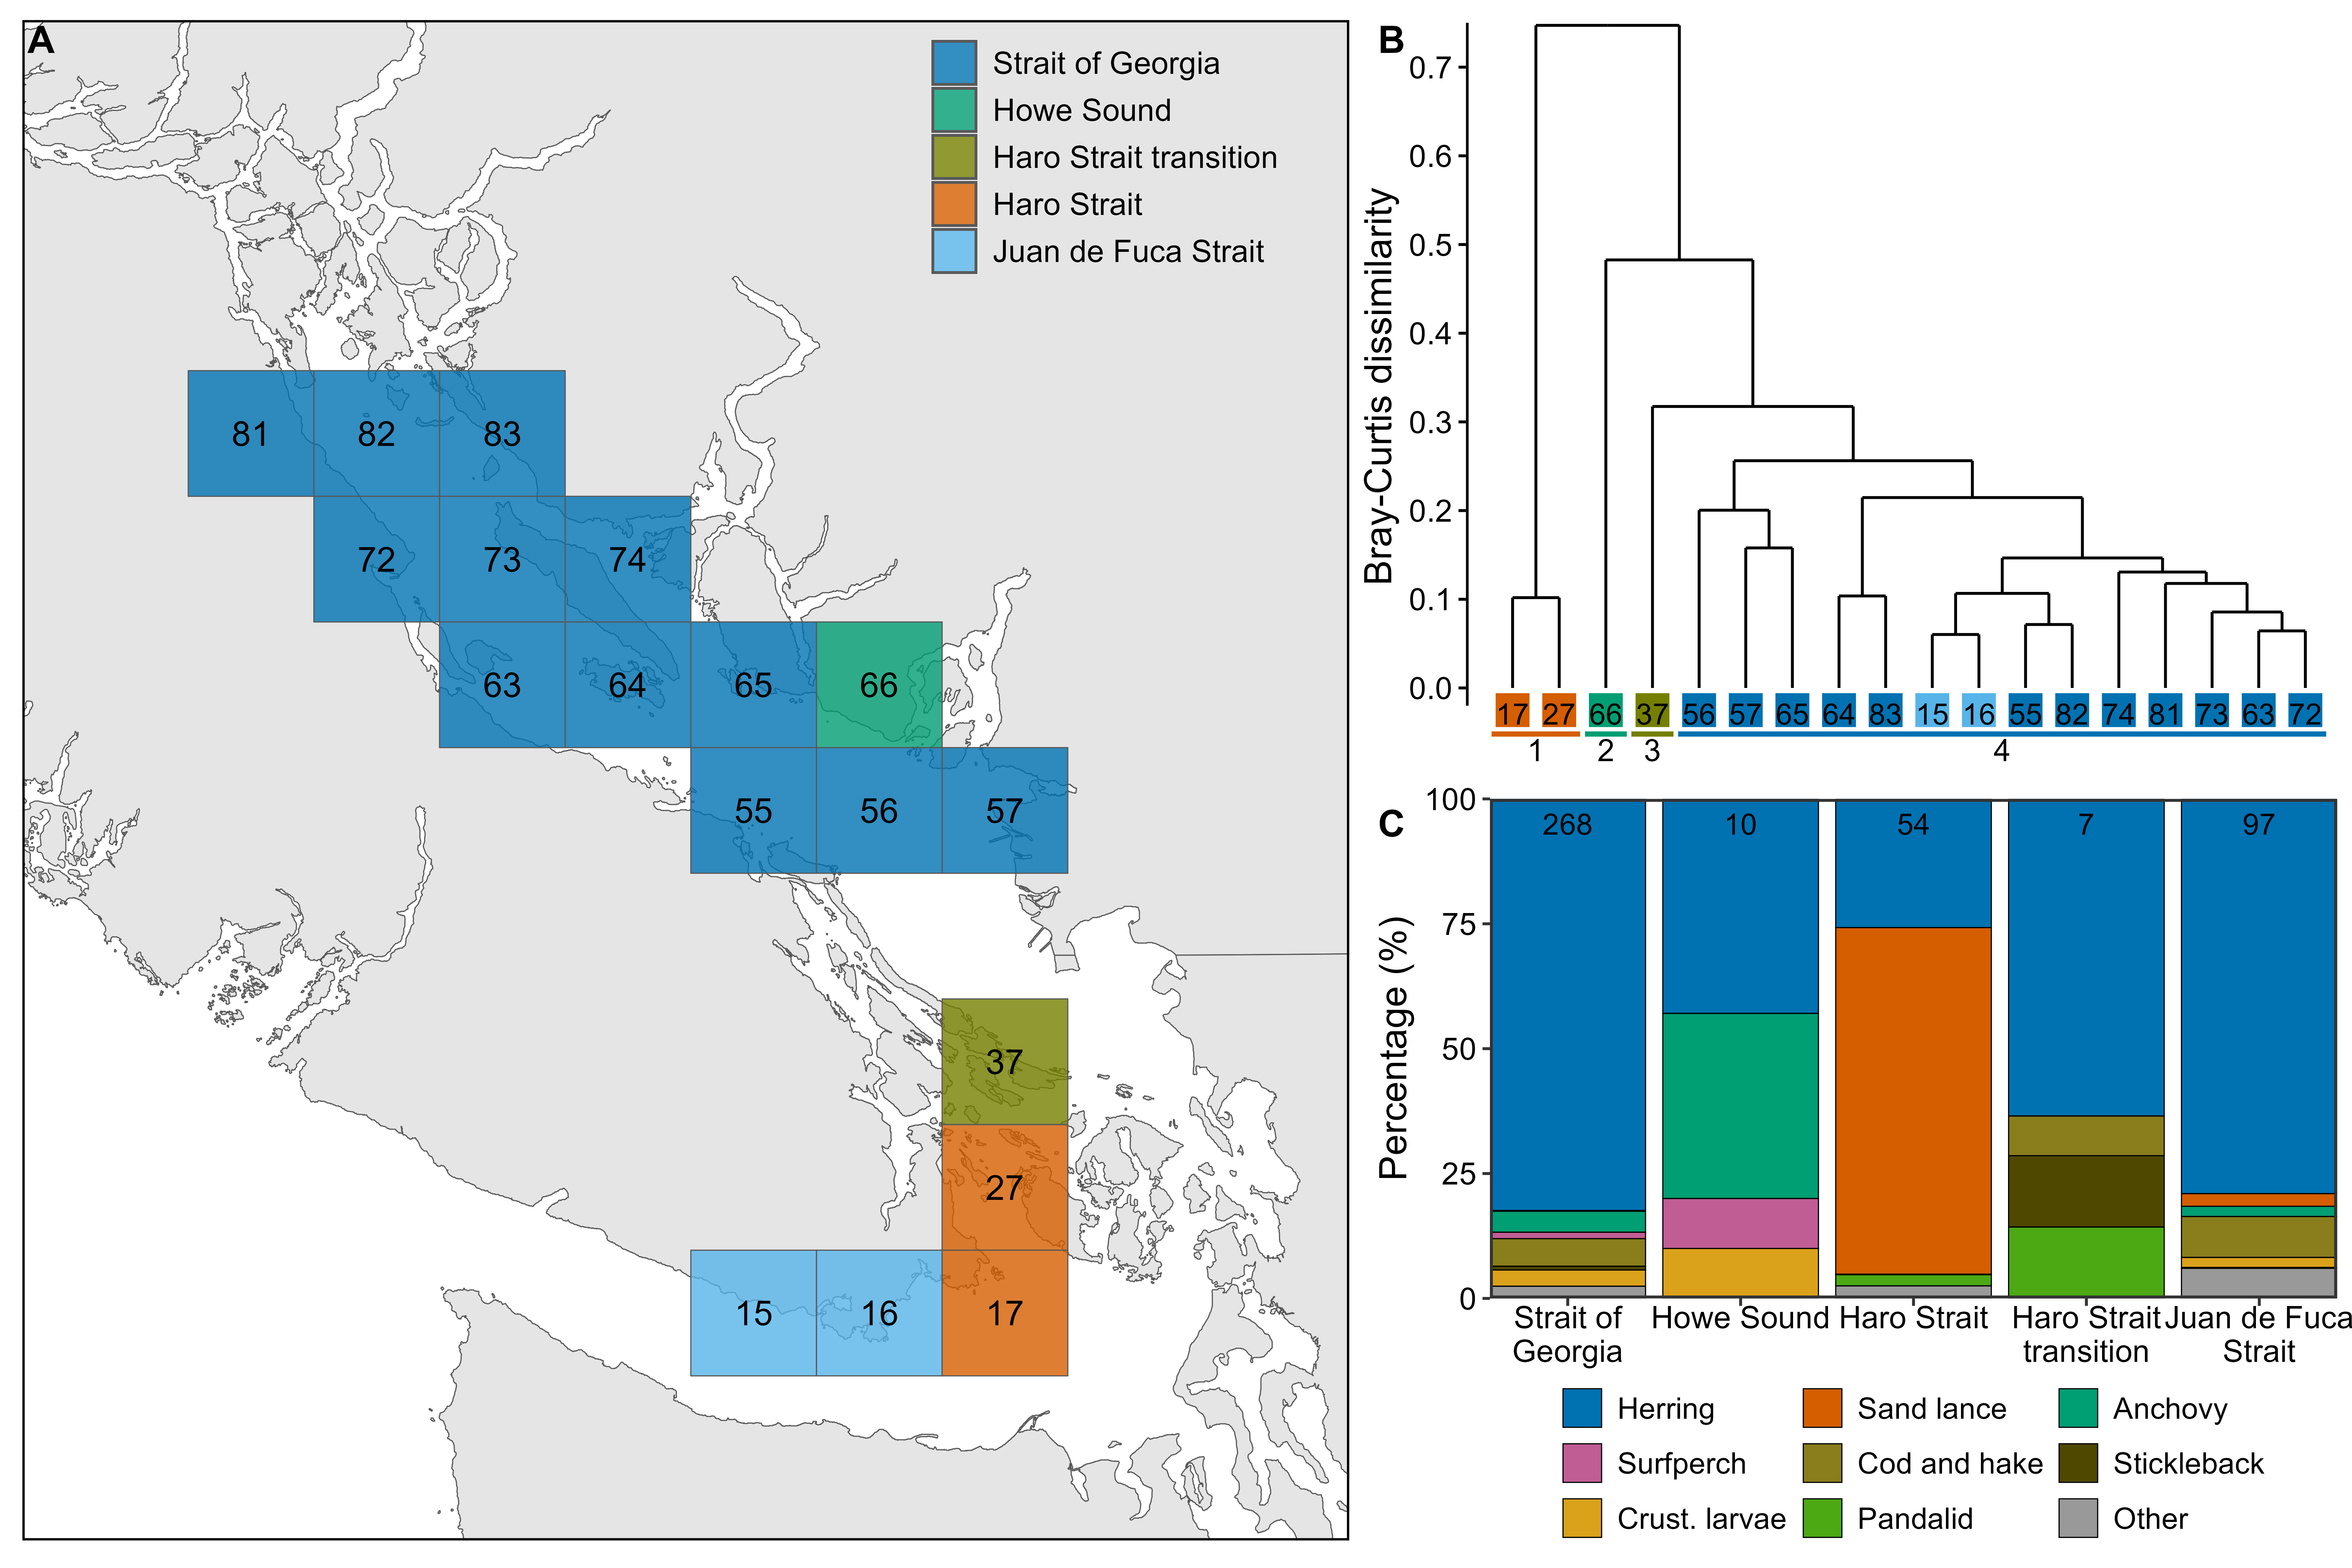 A
Strait of Georgia
Howe Sound
Haro Strait transition
Haro Strait
Juan de Fuca Strait
81 82 83
72 73 74
63 64 65 66
55 56 57
37
27
15 16 17
B
Bray-Curtis dissimilarity
0.7
0.6
0.5
0.4
0.3
0.2
0.1
0.0
17 27 66 37 56 57 65 64 83 15 16 55 82 74 81 73 63 72
1 2 3 4
C
Percentage (%)
100
75
50
25
0
268 10 54 7 97
Strait of Georgia
Howe Sound
Haro Strait
Haro Strait transition
Juan de Fuca Strait
Herring Sand lance Anchovy
Surfperch Cod and hake Stickleback
Crust. larvae Pandalid Other